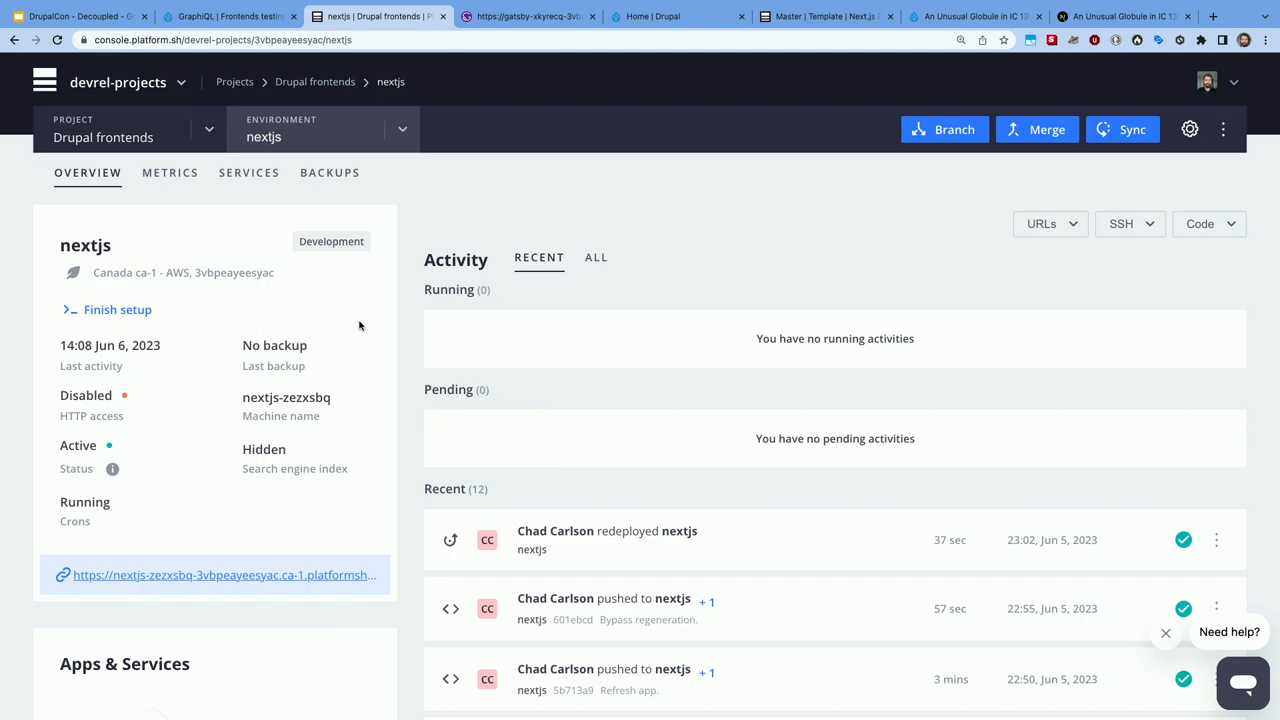 DrupalCon - Decoupled - G
GraphiQL | Frontends testin
nextjs | Drupal frontends | P
https://gatsby-xkyrecq-3vb
Home | Drupal
Master | Template | Next.js D
An Unusual Globule in IC 13
An Unusual Globule in IC 13
console.platform.sh/devrel-projects/3vbpeayeesyac/nextjs
devrel-projects
Projects
Drupal frontends
nextjs
PROJECT
Drupal frontends
ENVIRONMENT
nextjs
Branch
Merge
Sync
OVERVIEW
METRICS
SERVICES
BACKUPS
nextjs
Development
Canada ca-1 - AWS, 3vbpeayeesyac
Finish setup
14:08 Jun 6, 2023
Last activity
No backup
Last backup
Disabled
HTTP access
nextjs-zezxsbq
Machine name
Active
Status
Hidden
Search engine index
Running
Crons
https://nextjs-zezxsbq-3vbpeayeesyac.ca-1.platformsh...
Apps & Services
URLs
SSH
Code
Activity
RECENT
ALL
Running (0)
You have no running activities
Pending (0)
You have no pending activities
Recent (12)
CC
Chad Carlson redeployed nextjs
nextjs
37 sec
23:02, Jun 5, 2023
CC
Chad Carlson pushed to nextjs + 1
nextjs 601ebcd Bypass regeneration.
57 sec
22:55, Jun 5, 2023
CC
Chad Carlson pushed to nextjs + 1
nextjs 5b713a9 Refresh app.
3 mins
22:50, Jun 5, 2023
Need help?